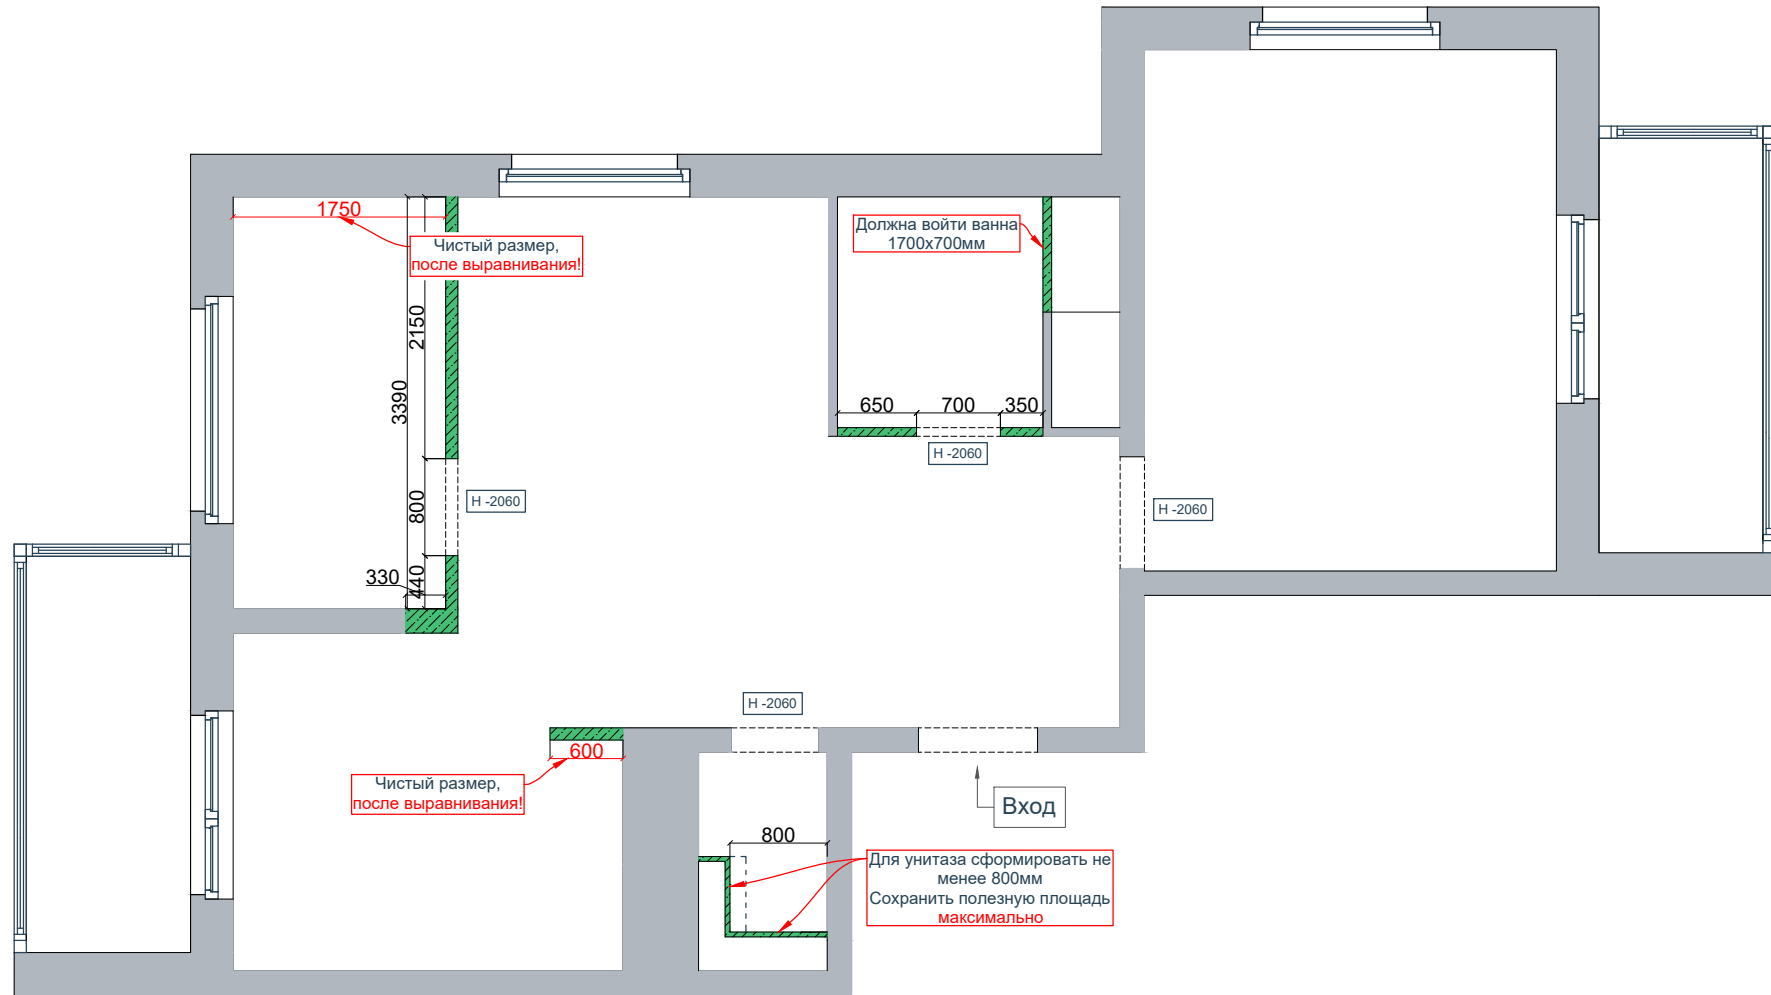 1750
Чистый размер,
после выравнивания!
2150
3390
800
440
330
H -2060
Должна войти ванна
1700х700мм
650
700
350
H -2060
H -2060
H -2060
600
Чистый размер,
после выравнивания!
Вход
800
Для унитаза сформировать не
менее 800мм
Сохранить полезную площадь
максимально